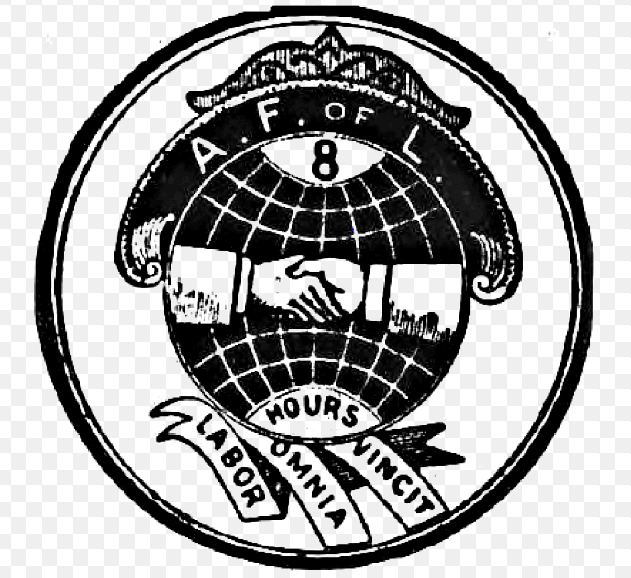 A. F. OF L.
8
HOURS
LABOR OMNIA VINCIT